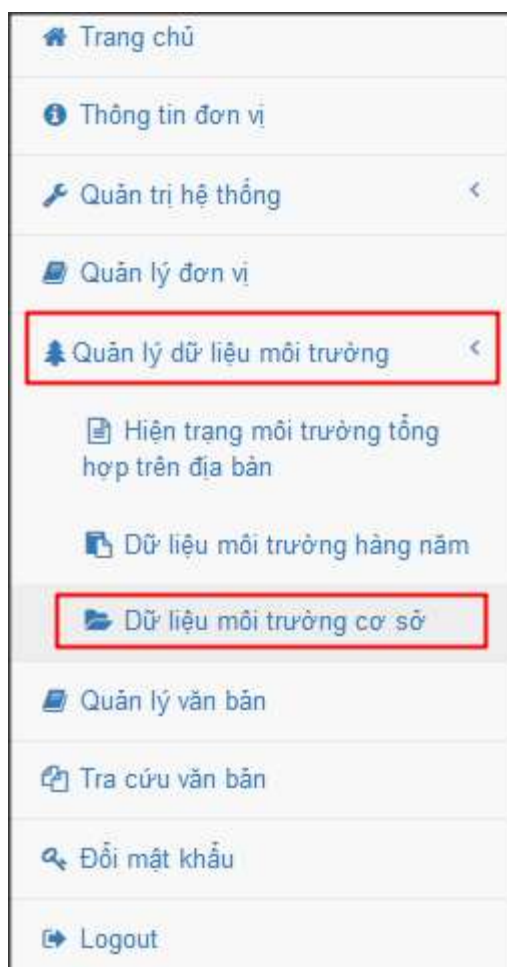 Trang chủ
Thông tin đơn vị
Quản trị hệ thống
Quản lý đơn vị
Quản lý dữ liệu môi trường
Hiện trạng môi trường tổng
hợp trên địa bàn
Dữ liệu môi trường hàng năm
Dữ liệu môi trường cơ sở
Quản lý văn bản
Tra cứu văn bản
Đổi mật khẩu
Logout